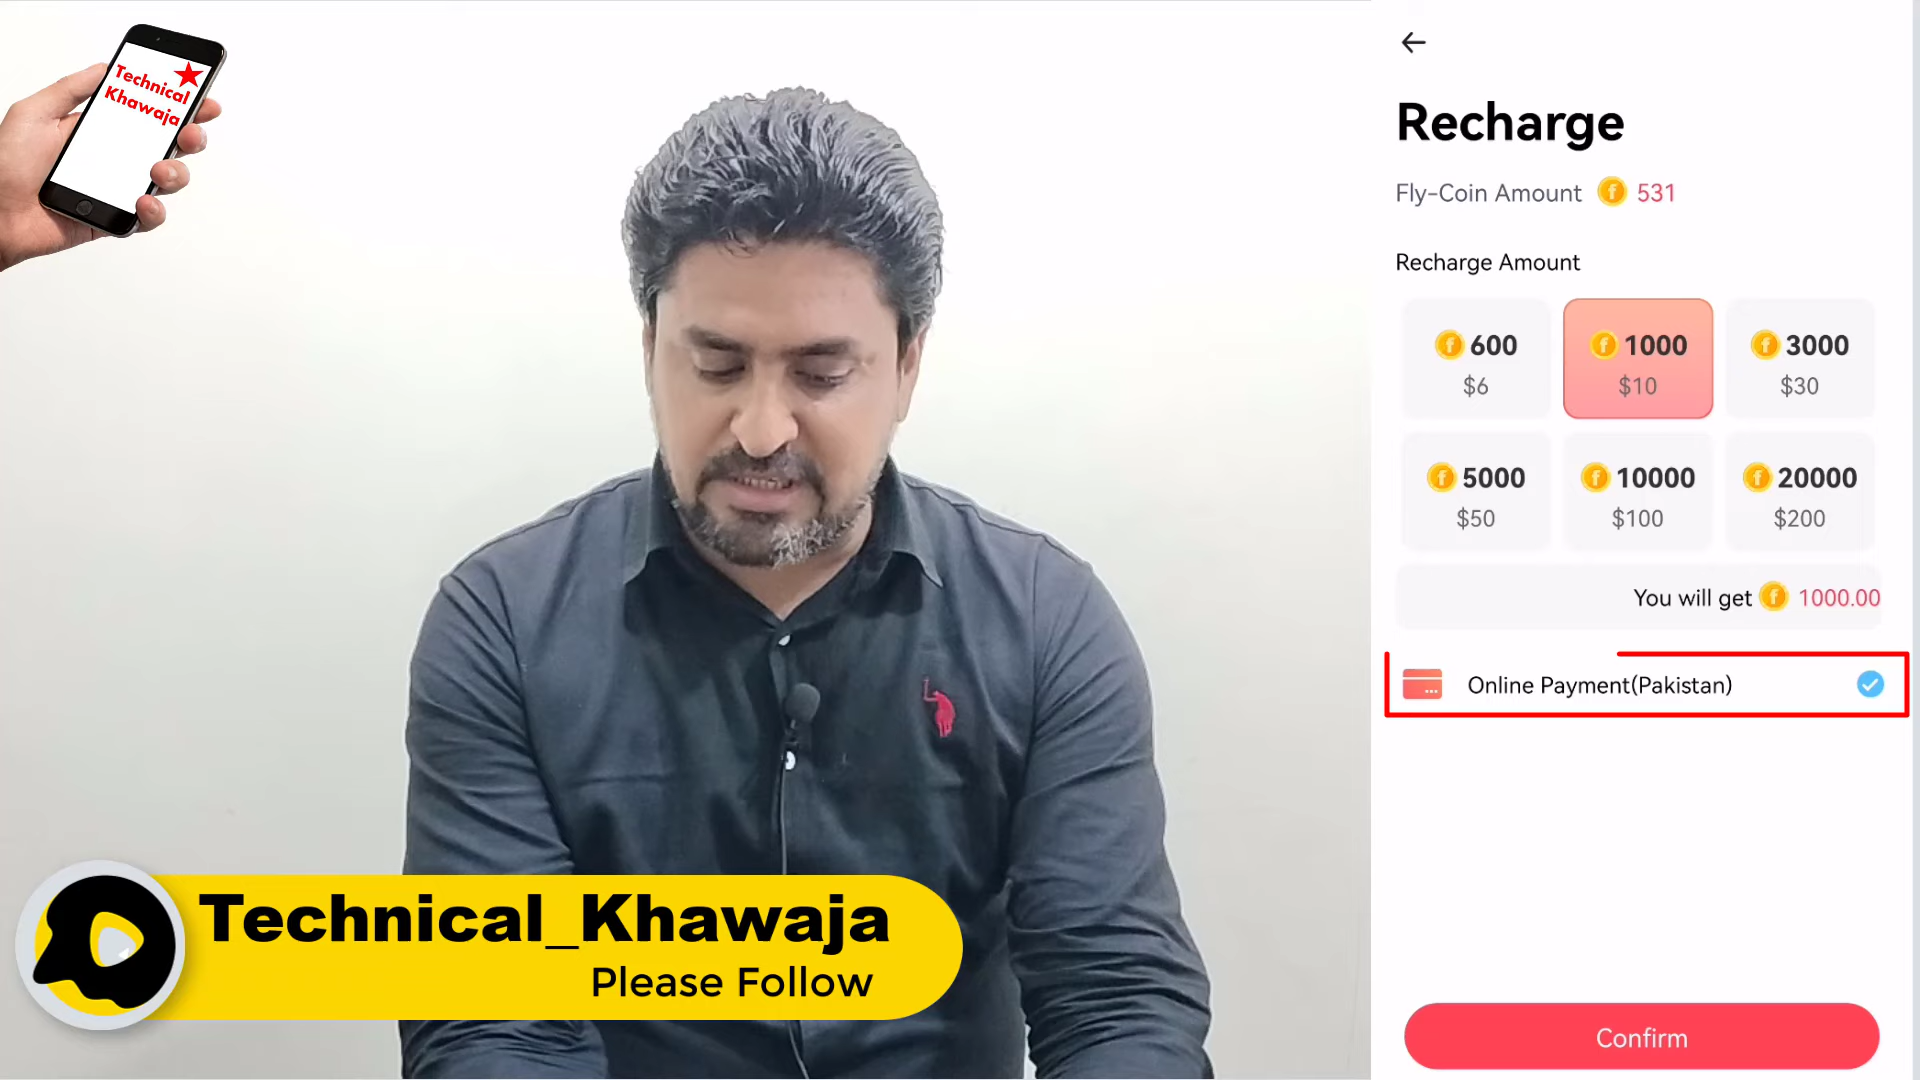 Technical
Khawaja
Technical_Khawaja
Please Follow
Recharge
Fly-Coin Amount f 531
Recharge Amount
f 600
$6
f 1000
$10
f 3000
$30
f 5000
$50
f 10000
$100
f 20000
$200
You will get f 1000.00
Online Payment(Pakistan)
Confirm